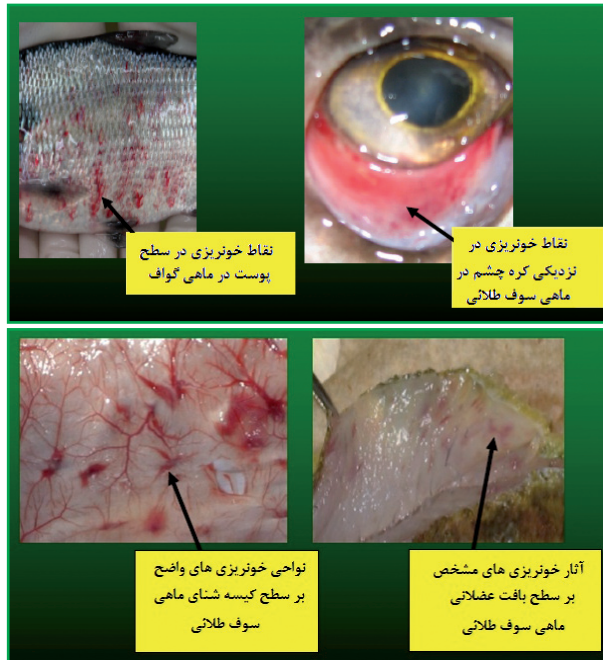 نقاط خونریزی در سطح
پوست در ماهی گواف
نقاط خونریزی در
نزدیکی کره چشم در
ماهی سوف طلائی
نواحی خونریزی های واضح
بر سطح کیسه شنای ماهی
سوف طلائی
آثار خونریزی های مشخص
بر سطح بافت عضلانی
ماهی سوف طلائی